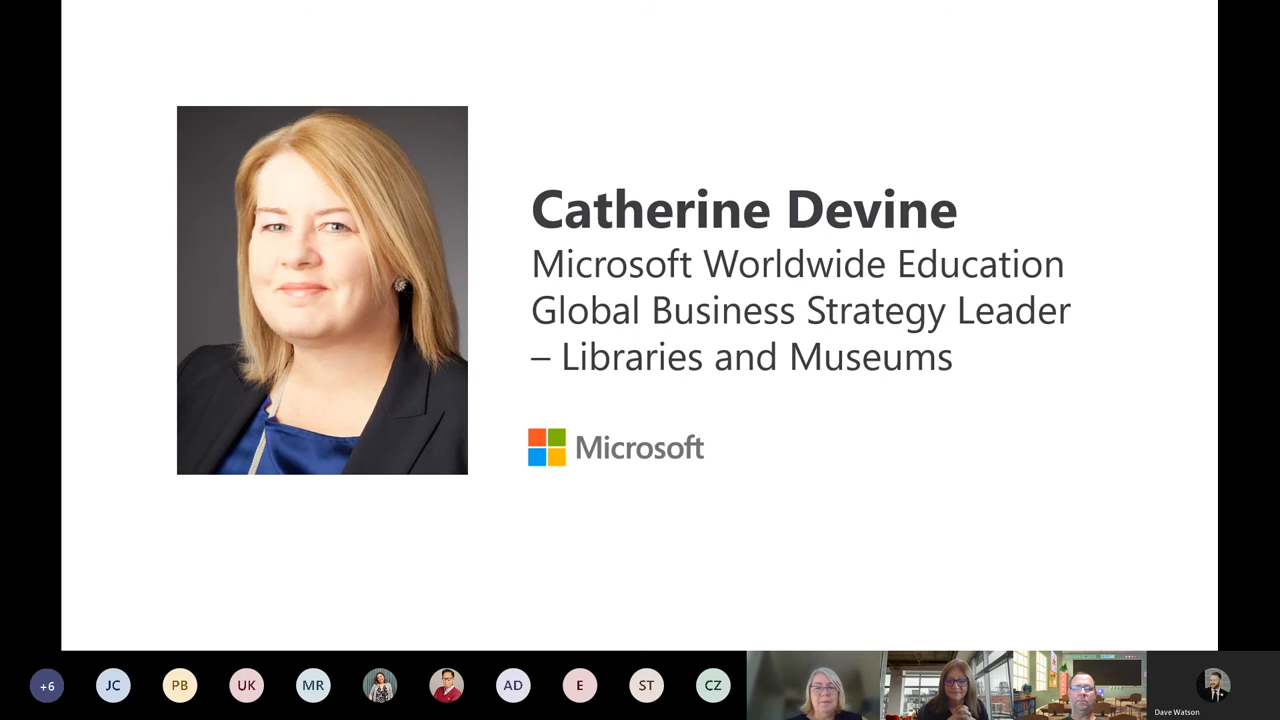 Catherine Devine
Microsoft Worldwide Education
Global Business Strategy Leader
– Libraries and Museums
Microsoft
+6
JC
PB
UK
MR
AD
E
ST
CZ
Dave Watson